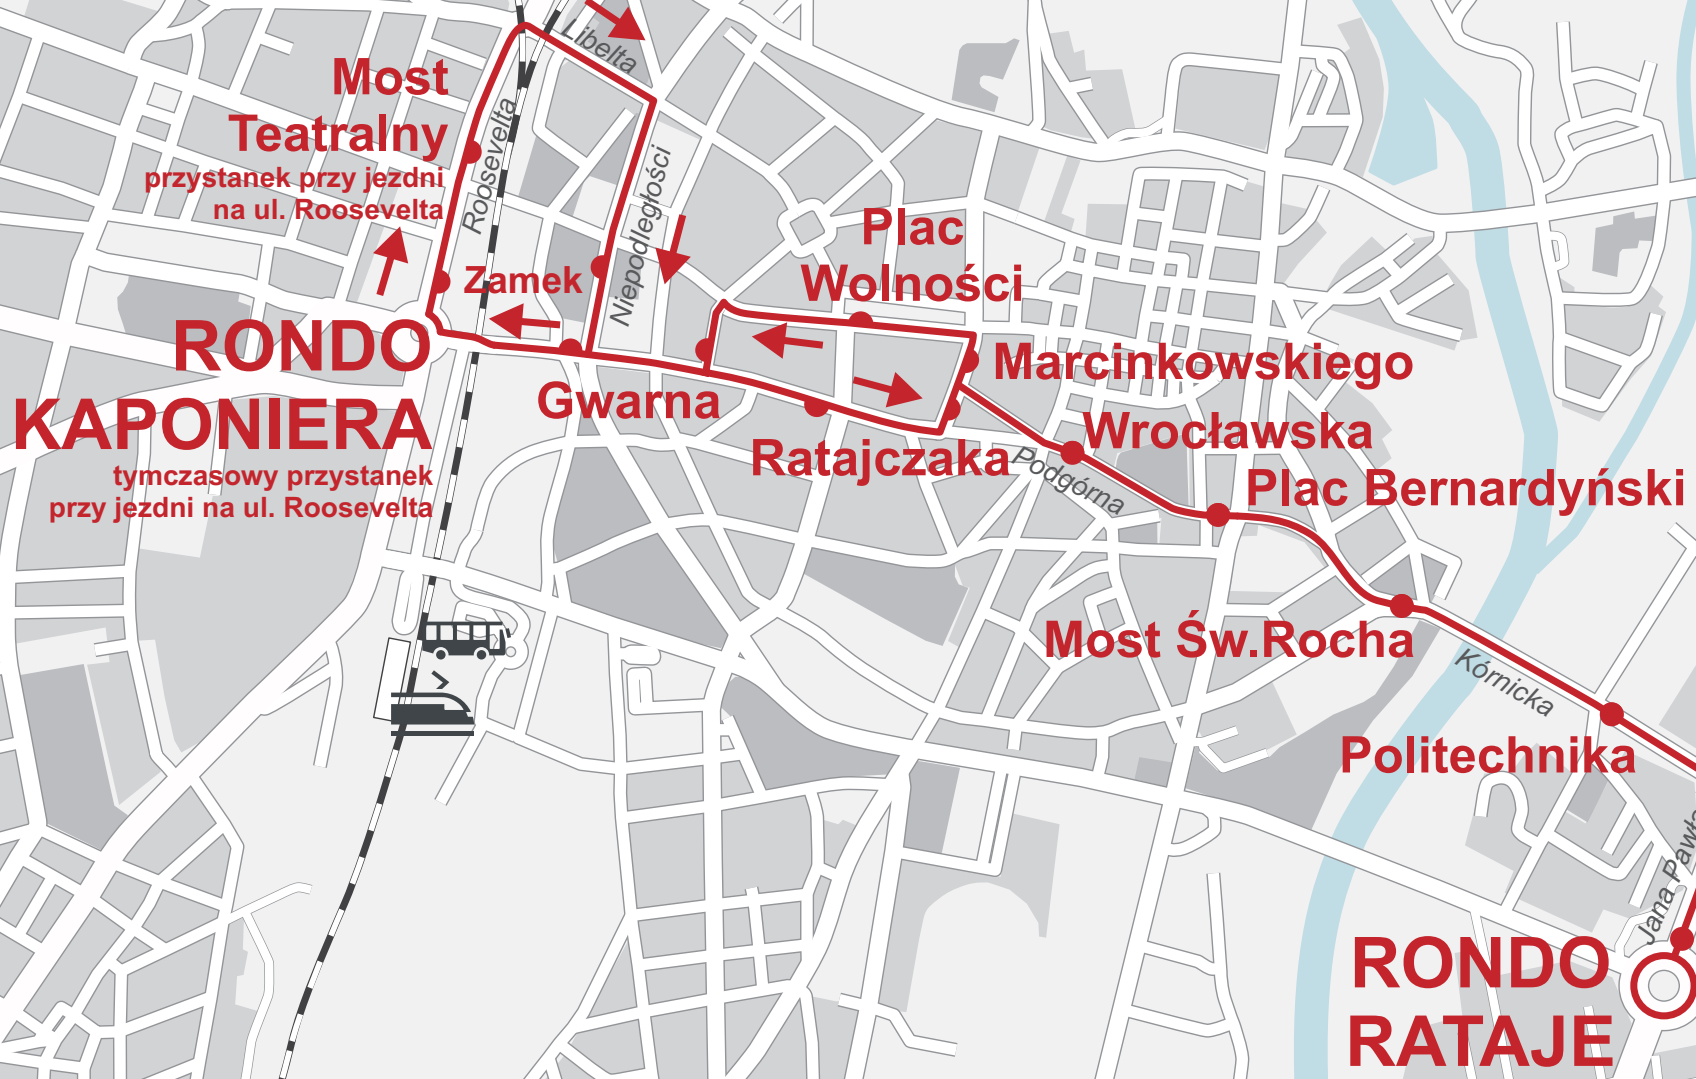 Libelta
Most
Teatralny
przystanek przy jezdni
na ul. Roosevelta
Roosevelta
Niepodległości
Zamek
Plac
Wolności
RONDO
KAPONIERA
tymczasowy przystanek
przy jezdni na ul. Roosevelta
Gwarna
Marcinkowskiego
Ratajczaka
Wrocławska
Podgórna
Plac Bernardyński
Most Św.Rocha
Kórnicka
Politechnika
Jana Pawła
RONDO
RATAJE